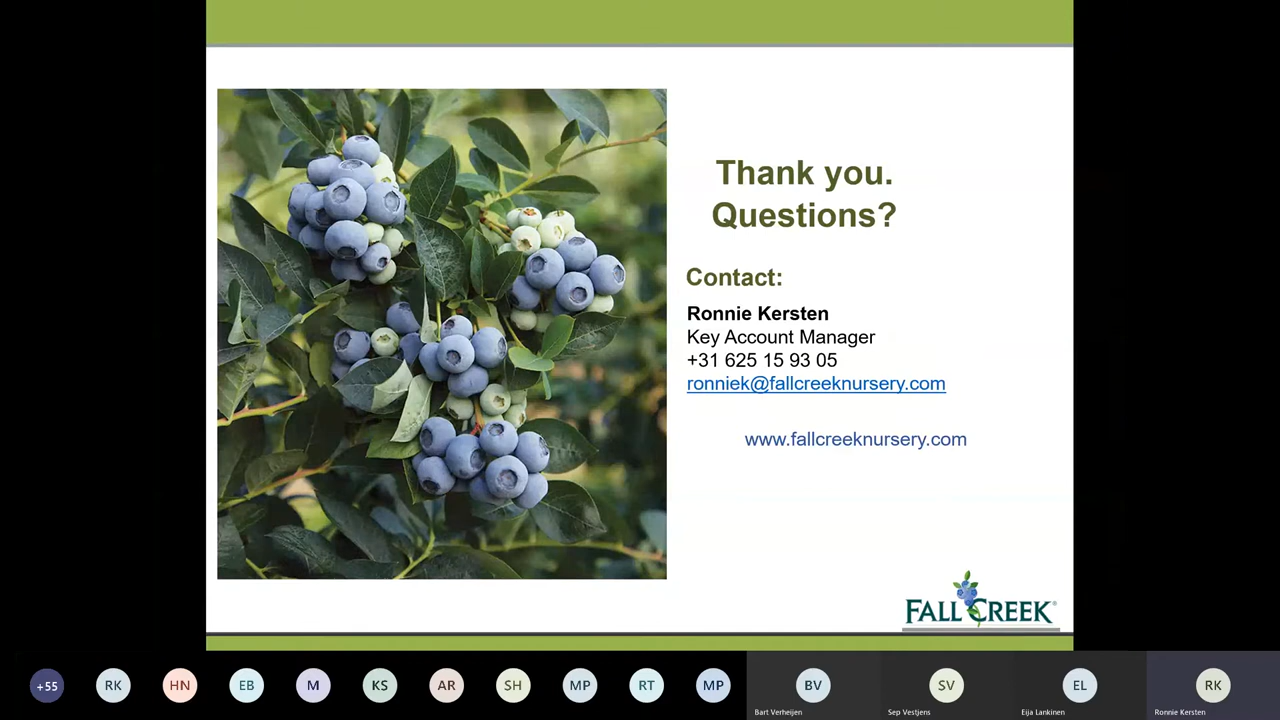 Thank you.
Questions?
Contact:
Ronnie Kersten
Key Account Manager
+31 625 15 93 05
ronniek@fallcreeknursery.com
www.fallcreeknursery.com
FALL CREEK®
+55
RK
HN
EB
M
KS
AR
SH
MP
RT
MP
BV
SV
EL
RK
Bart Verheijen
Sep Vestjens
Eija Lankinen
Ronnie Kersten